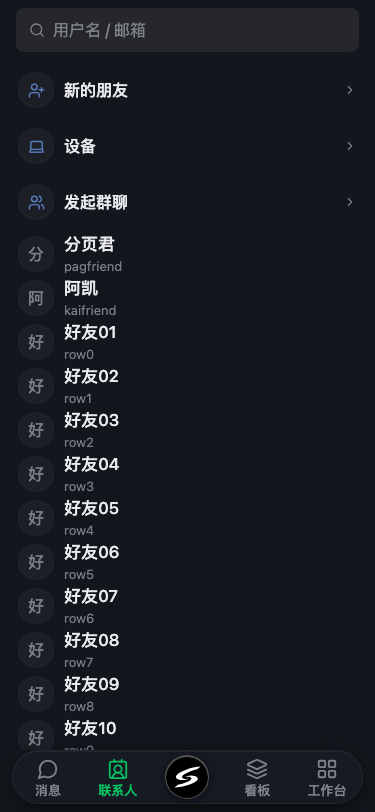 用户名 / 邮箱
新的朋友
设备
发起群聊
分
分页君
pagfriend
阿
阿凯
kaifriend
好
好友01
row0
好
好友02
row1
好
好友03
row2
好
好友04
row3
好
好友05
row4
好
好友06
row5
好
好友07
row6
好
好友08
row7
好
好友09
row8
好
好友10
row9
消息
联系人
看板
工作台